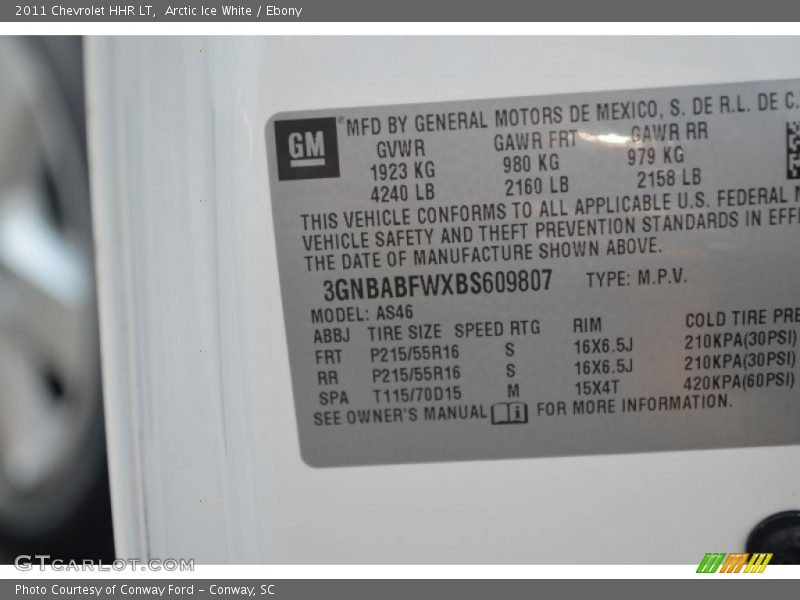 2011 Chevrolet HHR LT, Arctic Ice White / Ebony
GM
® MFD BY GENERAL MOTORS DE MEXICO, S. DE R.L. DE C.
GVWR GAWR FRT GAWR RR
1923 KG 980 KG 979 KG
4240 LB 2160 LB 2158 LB
THIS VEHICLE CONFORMS TO ALL APPLICABLE U.S. FEDERAL M
VEHICLE SAFETY AND THEFT PREVENTION STANDARDS IN EFFE
THE DATE OF MANUFACTURE SHOWN ABOVE.
3GNBABFWXBS609807 TYPE: M.P.V.
MODEL: AS46
ABBJ TIRE SIZE SPEED RTG RIM COLD TIRE PRE
FRT P215/55R16 S 16X6.5J 210KPA(30PSI)
RR P215/55R16 S 16X6.5J 210KPA(30PSI)
SPA T115/70D15 M 15X4T 420KPA(60PSI)
SEE OWNER'S MANUAL FOR MORE INFORMATION.
GTcarlot.com
Photo Courtesy of Conway Ford – Conway, SC